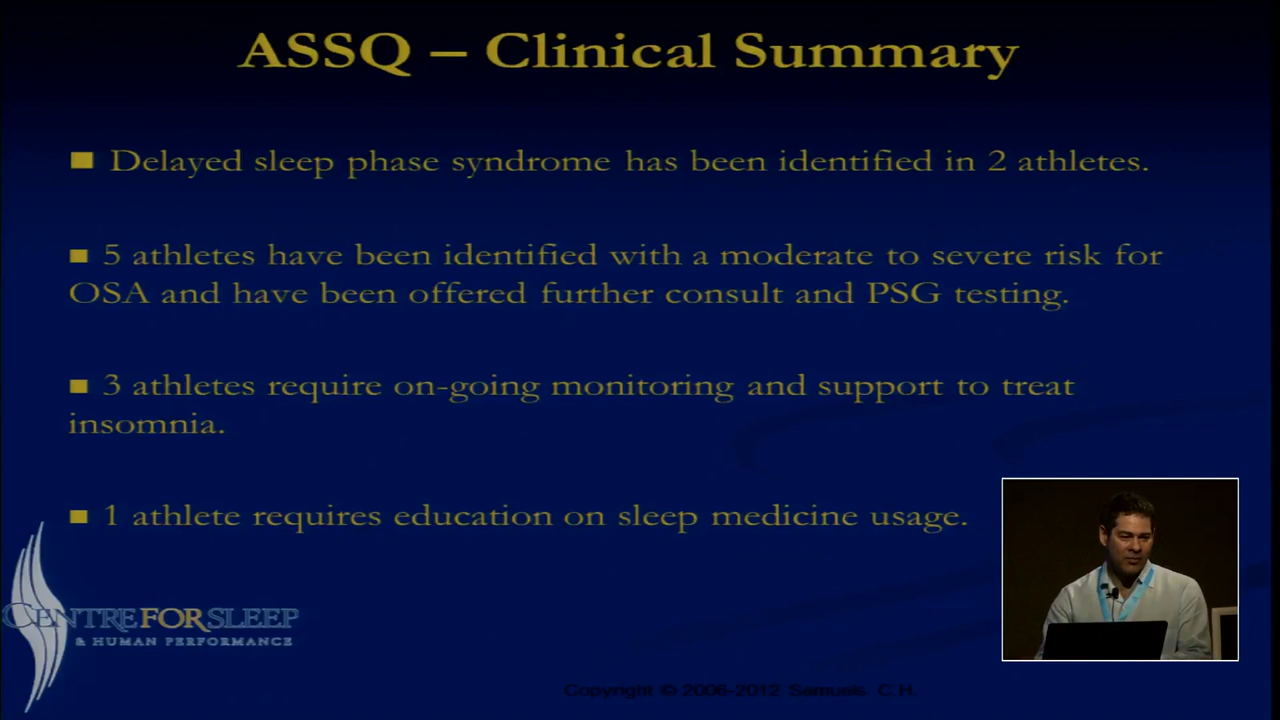 ASSQ – Clinical Summary
Delayed sleep phase syndrome has been identified in 2 athletes.
5 athletes have been identified with a moderate to severe risk for
OSA and have been offered further consult and PSG testing.
3 athletes require on-going monitoring and support to treat
insomnia.
1 athlete requires education on sleep medicine usage.
CENTRE FOR SLEEP
& HUMAN PERFORMANCE
Copyright © 2006-2012 Samuels, C.H.